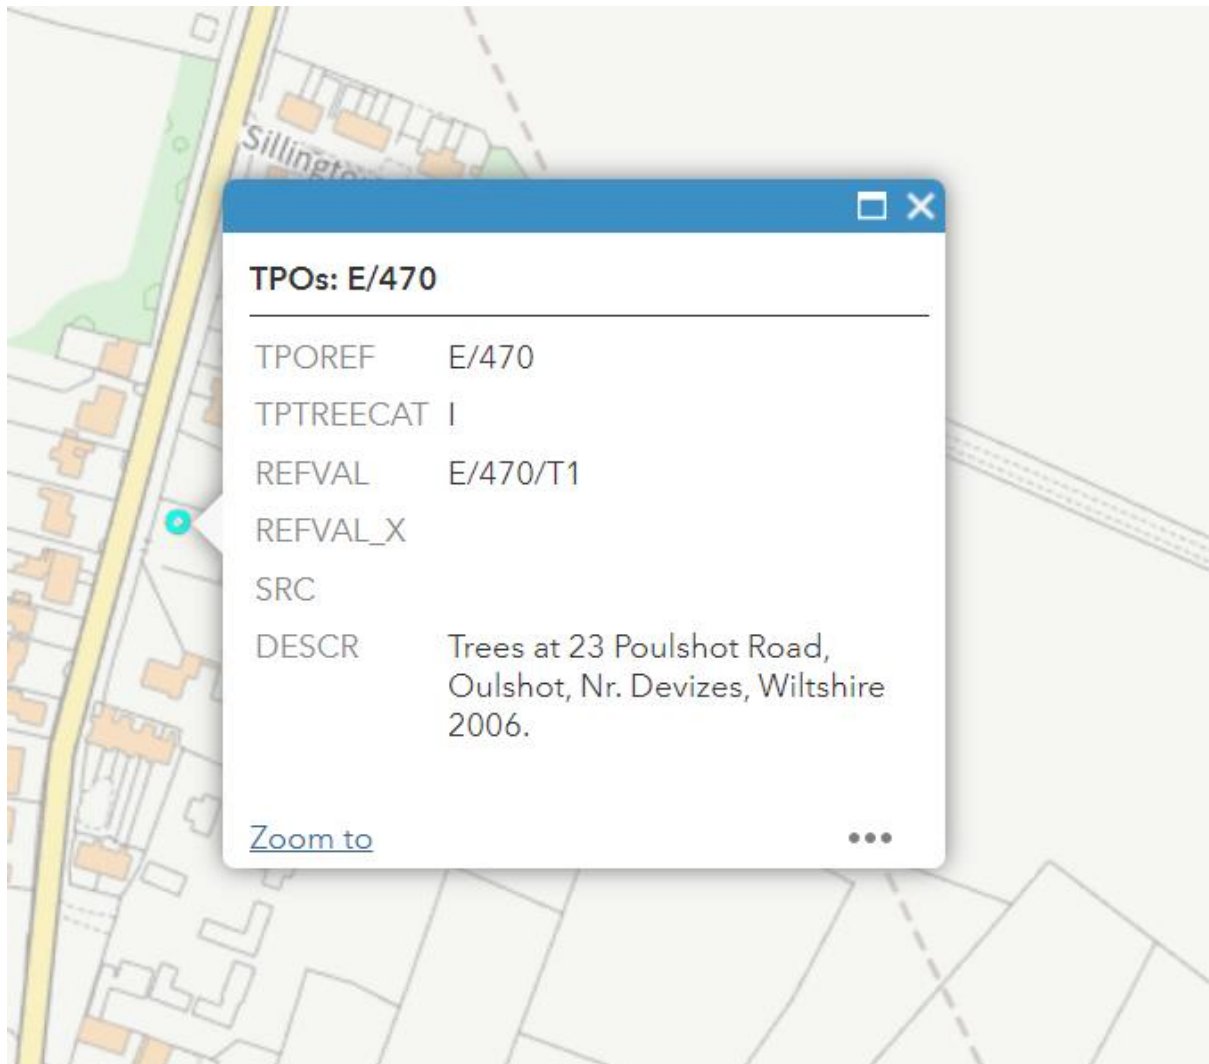 TPOs: E/470
TPOREF E/470
TPTREECAT I
REFVAL E/470/T1
REFVAL_X
SRC
DESCR Trees at 23 Poulshot Road,
Oulshot, Nr. Devizes, Wiltshire
2006.
Zoom to